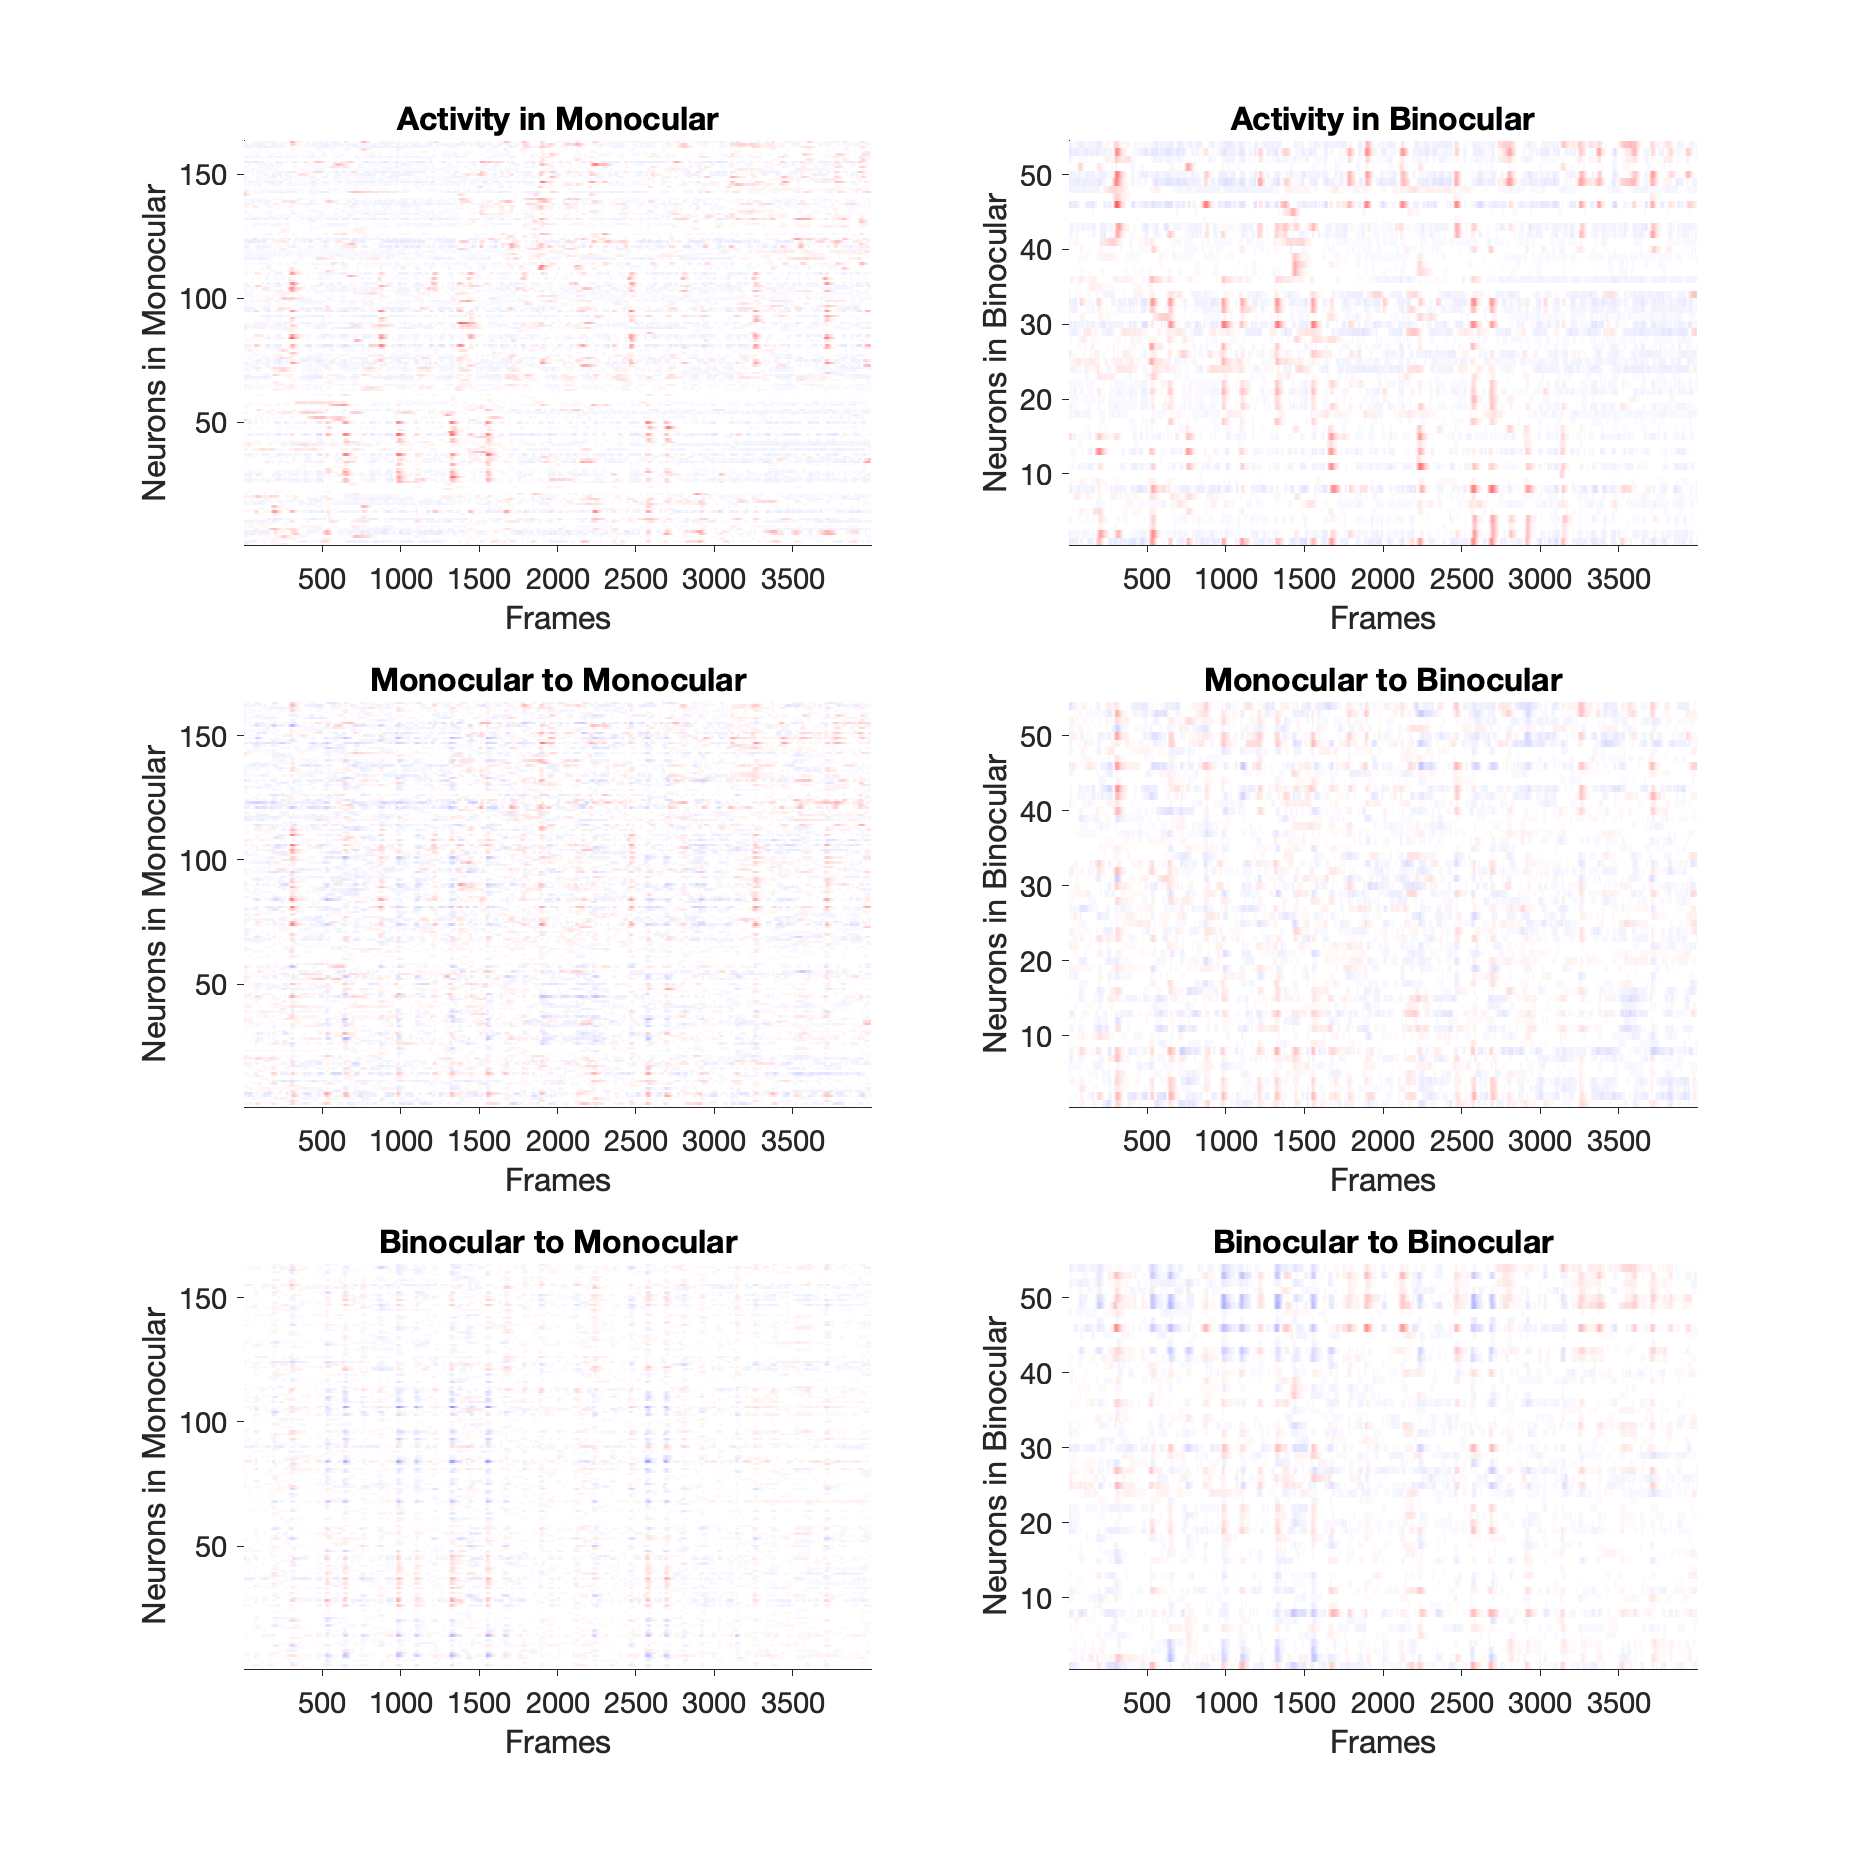 Activity in Monocular
Neurons in Monocular
150
100
50
500 1000 1500 2000 2500 3000 3500
Frames
Activity in Binocular
Neurons in Binocular
50
40
30
20
10
500 1000 1500 2000 2500 3000 3500
Frames
Monocular to Monocular
Neurons in Monocular
150
100
50
500 1000 1500 2000 2500 3000 3500
Frames
Monocular to Binocular
Neurons in Binocular
50
40
30
20
10
500 1000 1500 2000 2500 3000 3500
Frames
Binocular to Monocular
Neurons in Monocular
150
100
50
500 1000 1500 2000 2500 3000 3500
Frames
Binocular to Binocular
Neurons in Binocular
50
40
30
20
10
500 1000 1500 2000 2500 3000 3500
Frames